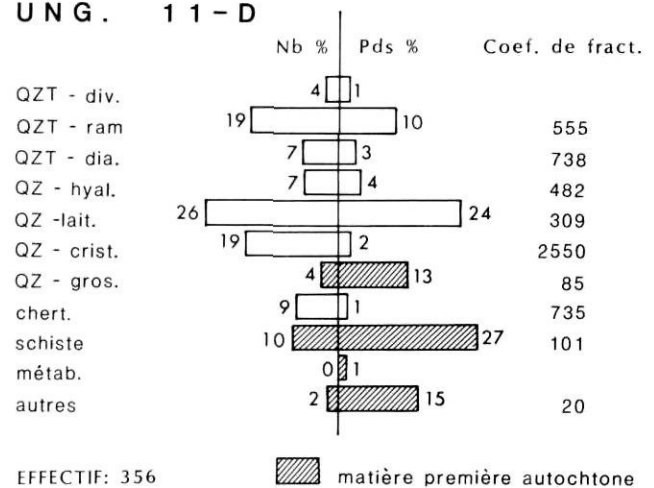 UNG. 11-D
Nb % Pds % Coef. de fract.
QZT - div. 4 1
QZT - ram 19 10 555
QZT - dia. 7 3 738
QZ - hyal. 7 4 482
QZ -lait. 26 24 309
QZ - crist. 19 2 2550
QZ - gros. 4 13 85
chert. 9 1 735
schiste 10 27 101
métab. 0 1
autres 2 15 20
EFFECTIF: 356 matière première autochtone